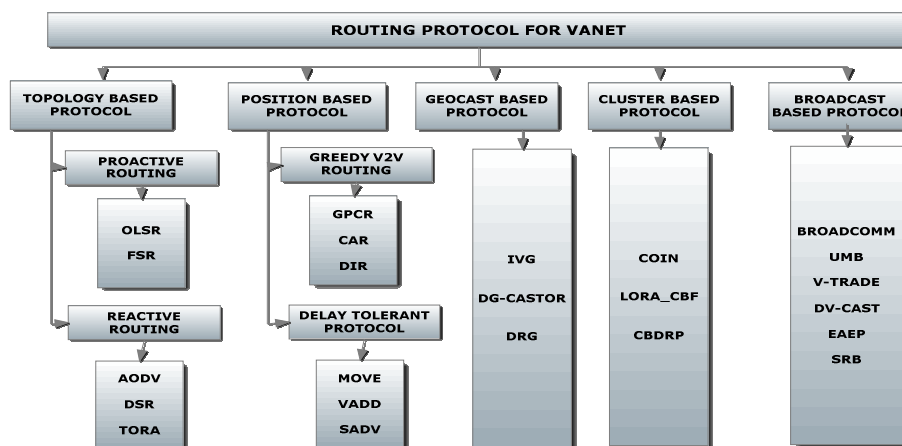 ROUTING PROTOCOL FOR VANET
TOPOLOGY BASED
PROTOCOL
PROACTIVE
ROUTING
OLSR
FSR
REACTIVE
ROUTING
AODV
DSR
TORA
POSITION BASED
PROTOCOL
GREEDY V2V
ROUTING
GPCR
CAR
DIR
DELAY TOLERANT
PROTOCOL
MOVE
VADD
SADV
GEOCAST BASED
PROTOCOL
IVG
DG-CASTOR
DRG
CLUSTER BASED
PROTOCOL
COIN
LORA_CBF
CBDRP
BROADCAST
BASED PROTOCOL
BROADCOMM
UMB
V-TRADE
DV-CAST
EAEP
SRB